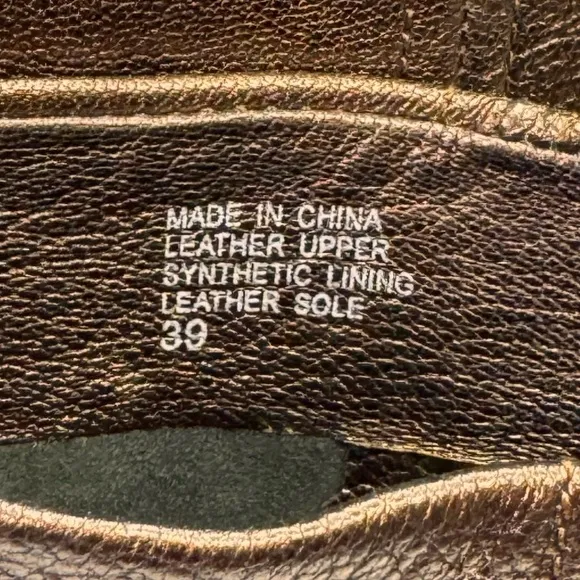 MADE IN CHINA
LEATHER UPPER
SYNTHETIC LINING
LEATHER SOLE
39